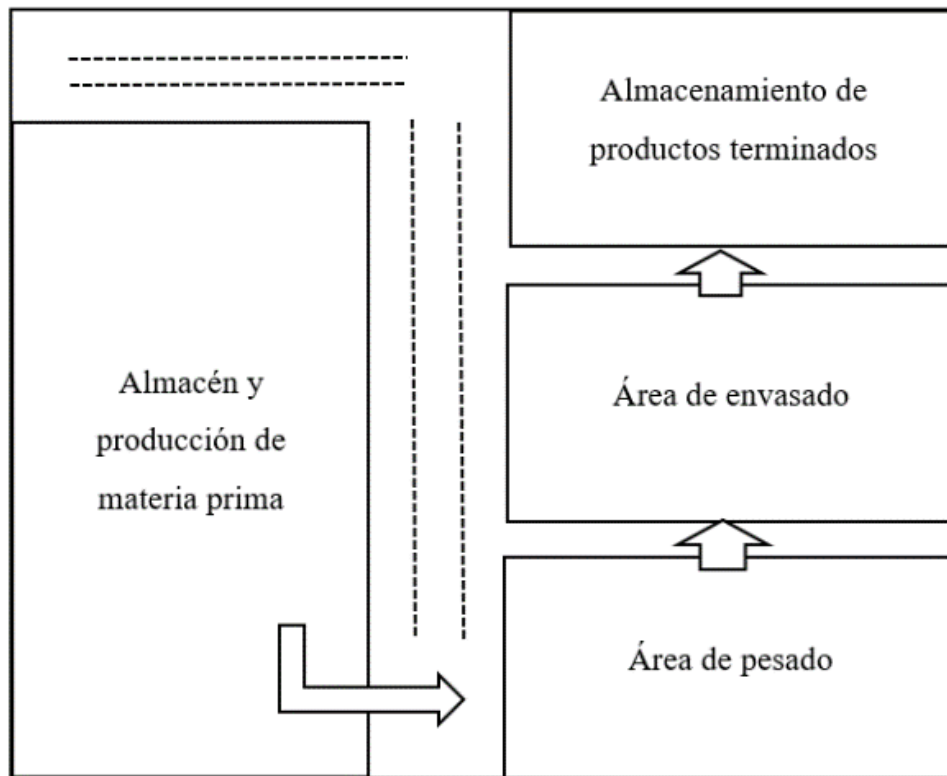 Almacenamiento de
productos terminados
Almacén y
producción de
materia prima
Área de envasado
Área de pesado